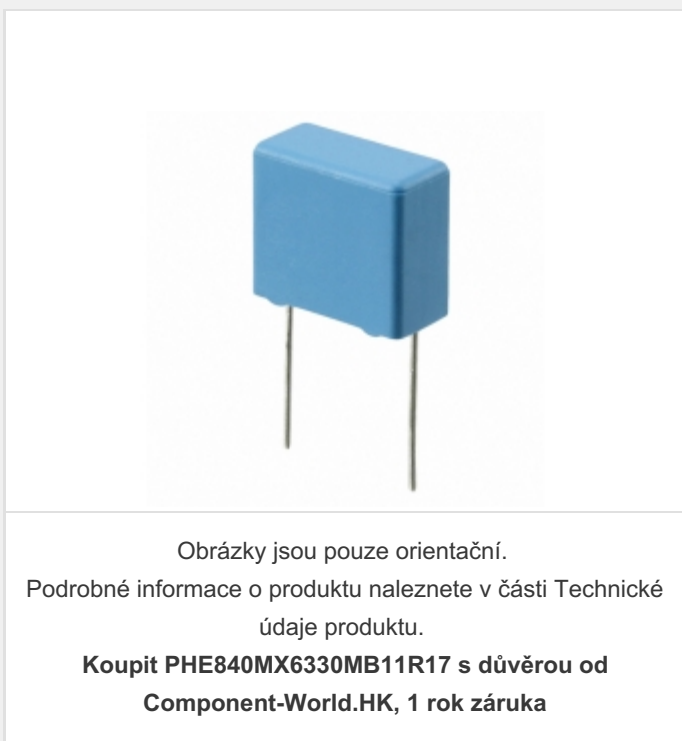 Obrázky jsou pouze orientační.
Podrobné informace o produktu naleznete v části Technické
údaje produktu.
Koupit PHE840MX6330MB11R17 s důvěrou od
Component-World.HK, 1 rok záruka